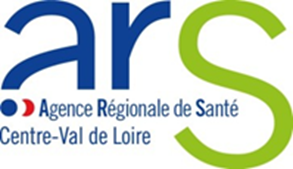 ars
Agence Régionale de Santé
Centre-Val de Loire